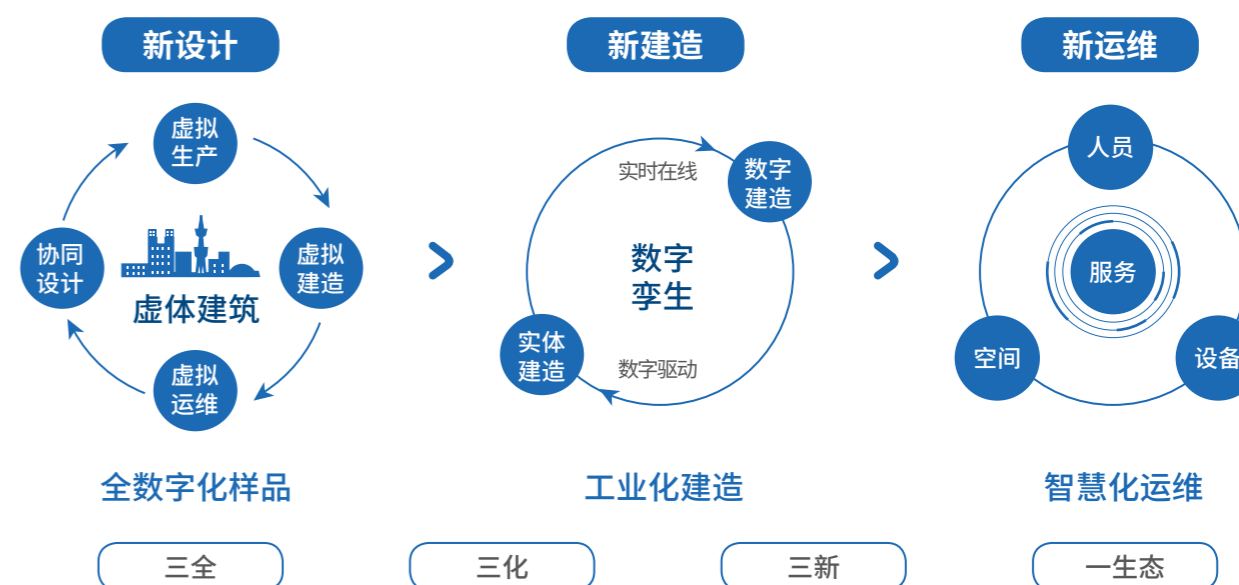 新设计
新建造
新运维
虚拟
生产
协同
设计
虚拟
建造
虚体建筑
虚拟
运维
实时在线
数字
建造
数字
孪生
实体
建造
数字驱动
人员
服务
空间
设备
全数字化样品
工业化建造
智慧化运维
三全
三化
三新
一生态